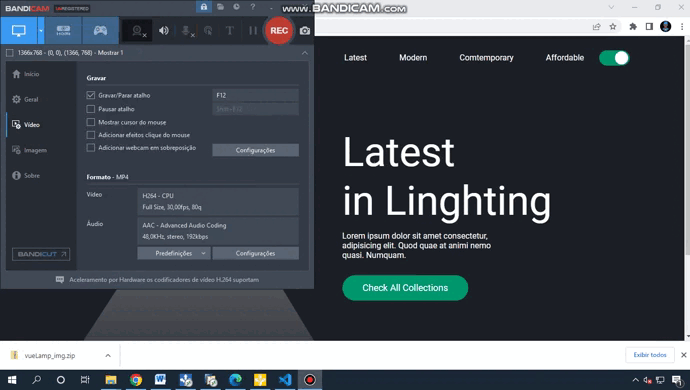 BANDICAM UNREGISTERED
www.BANDICAM.com
REC
1366x768 - (0, 0), (1366, 768) - Mostrar 1
Início
Geral
Vídeo
Imagem
Sobre
BANDICUT
Gravar
Gravar/Parar atalho
F12
Pausar atalho
Shift+F12
Mostrar cursor do mouse
Adicionar efeitos clique do mouse
Adicionar webcam em sobreposição
Configurações
Formato - MP4
Vídeo
H264 - CPU
Full Size, 30,00fps, 80q
Áudio
AAC - Advanced Audio Coding
48,0KHz, stereo, 192kbps
Predefinições
Configurações
Aceleramento por Hardware os codificadores de vídeo H.264 suportam
Latest
Modern
Comtemporary
Affordable
Latest
in Linghting
Lorem ipsum dolor sit amet consectetur,
adipisicing elit. Quod quae at animi nemo
quasi. Numquam.
Check All Collections
vueLamp_img.zip
Exibir todos